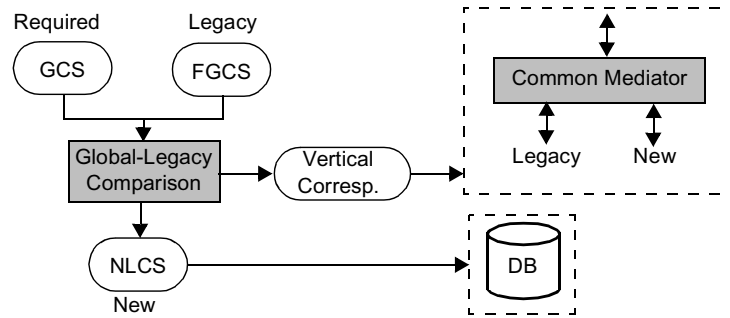 Required
Legacy
GCS
FGCS
Common Mediator
Global-Legacy
Comparison
Vertical
Corresp.
Legacy
New
NLCS
DB
New